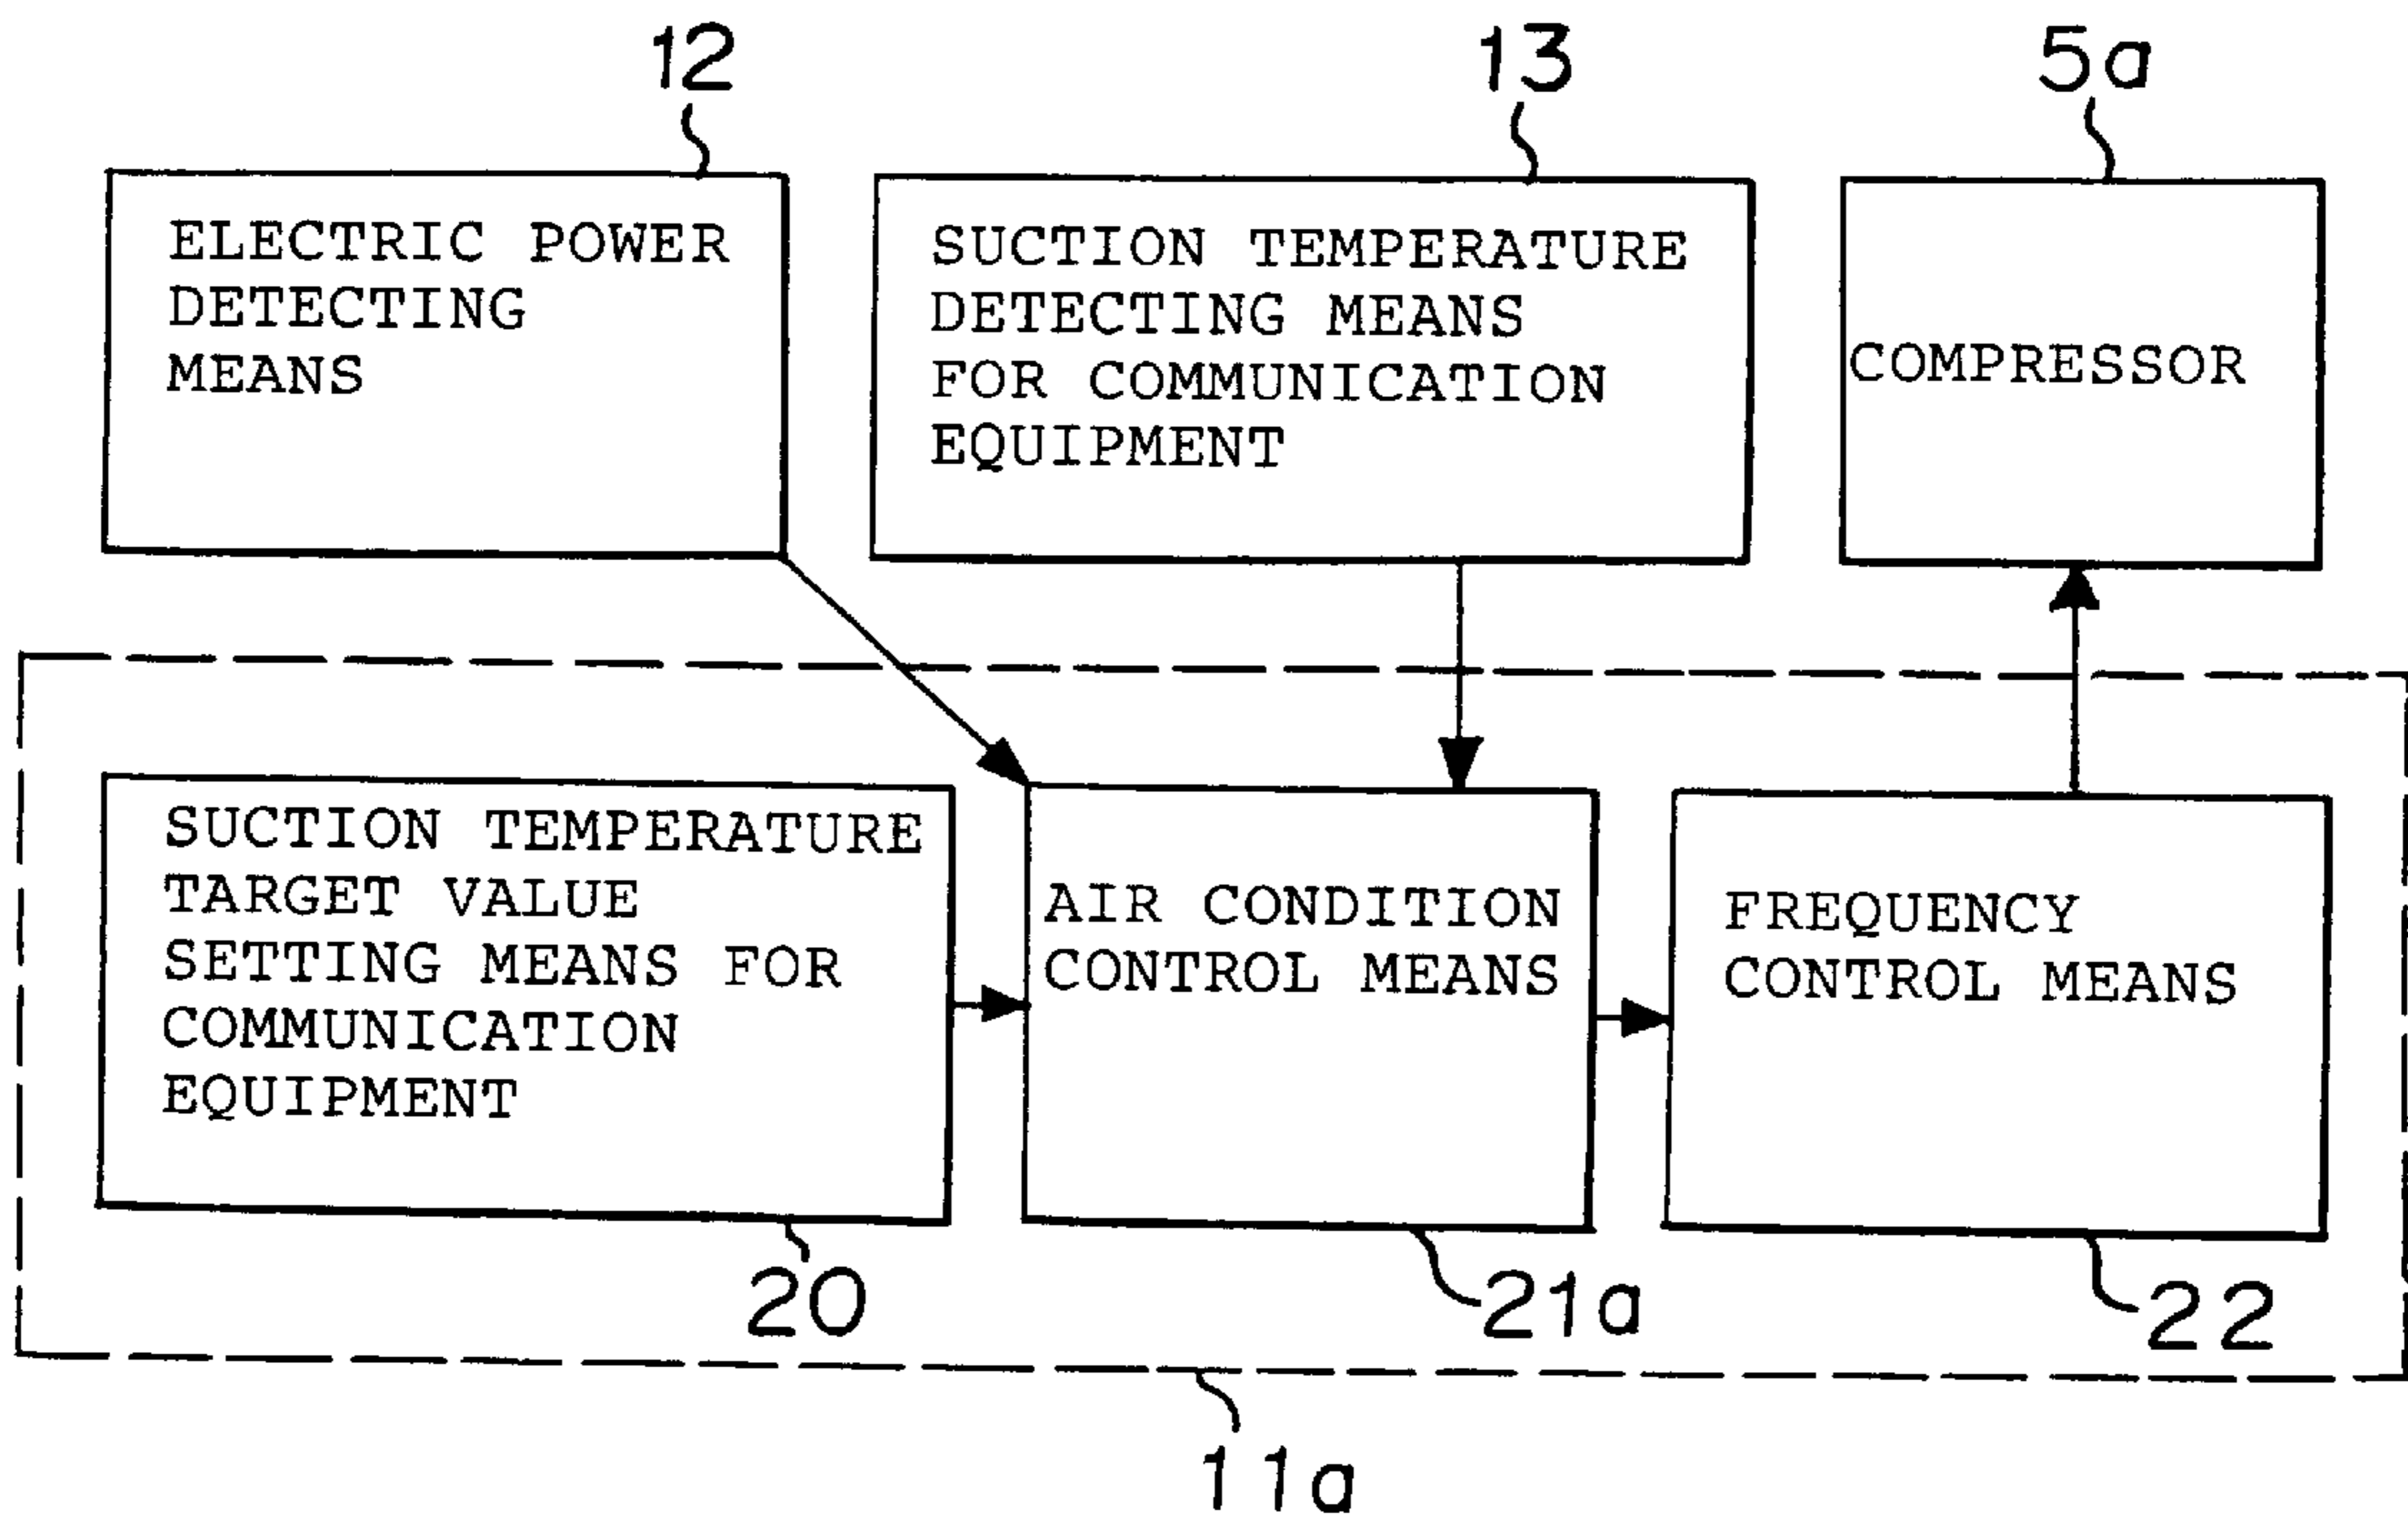 12
13
5a
ELECTRIC POWER
DETECTING
MEANS
SUCTION TEMPERATURE
DETECTING MEANS
FOR COMMUNICATION
EQUIPMENT
COMPRESSOR
SUCTION TEMPERATURE
TARGET VALUE
SETTING MEANS FOR
COMMUNICATION
EQUIPMENT
AIR CONDITION
CONTROL MEANS
FREQUENCY
CONTROL MEANS
20
21a
22
11a